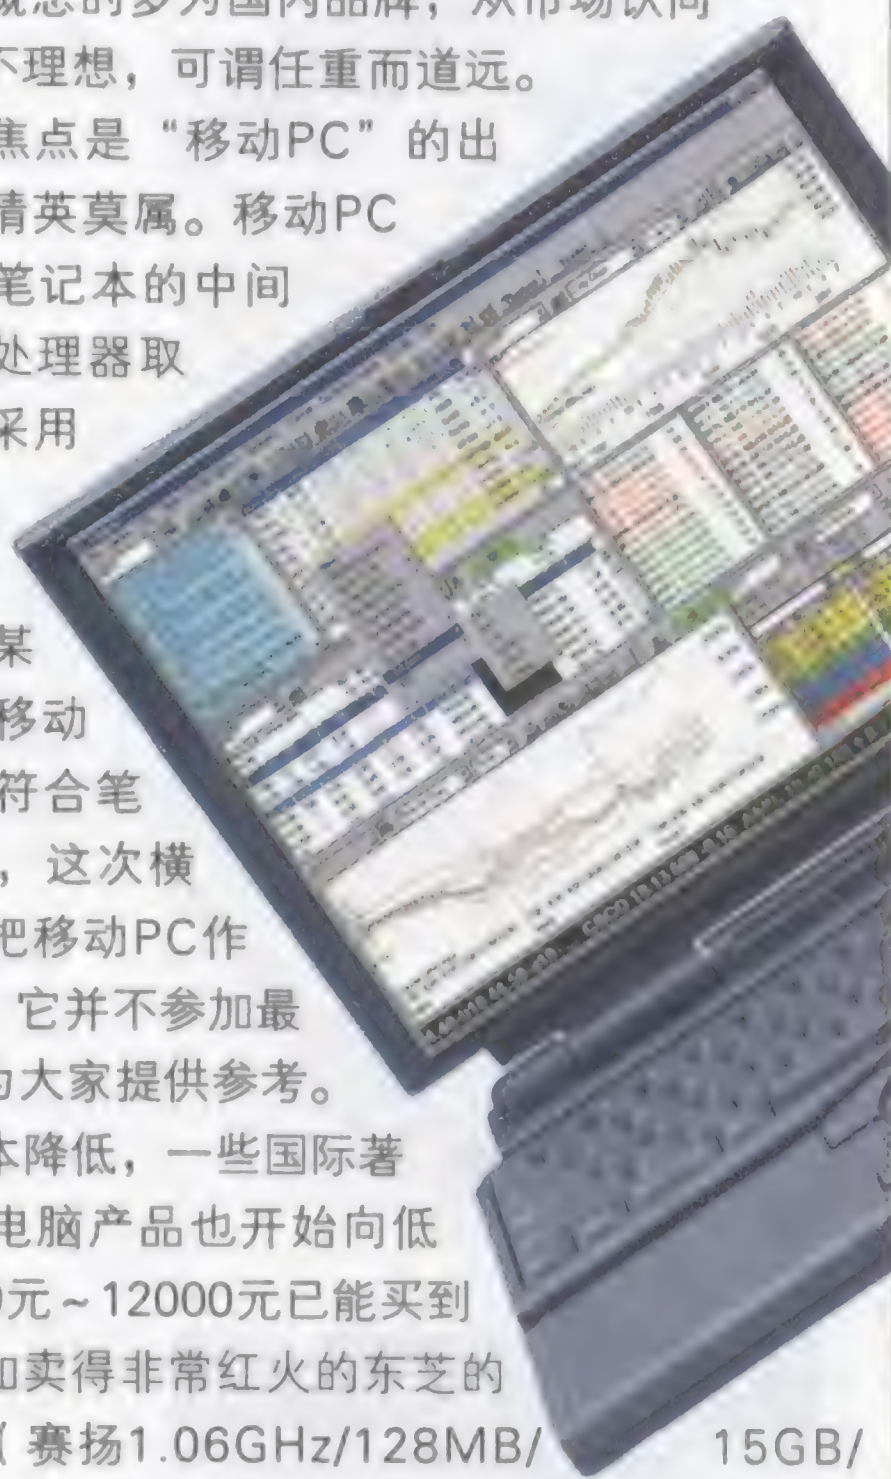 概念的多为国内品牌，从市场认同
不理想，可谓任重而道远。
焦点是“移动PC”的出
精英莫属。移动PC
笔记本的中间
处理器取
采用
某
移动
符合笔
，这次横
把移动PC作
它并不参加最
为大家提供参考。
本降低，一些国际著
电脑产品也开始向低
0元～12000元已能买到
如卖得非常红火的东芝的
（赛扬1.06GHz/128MB/ 15GB/